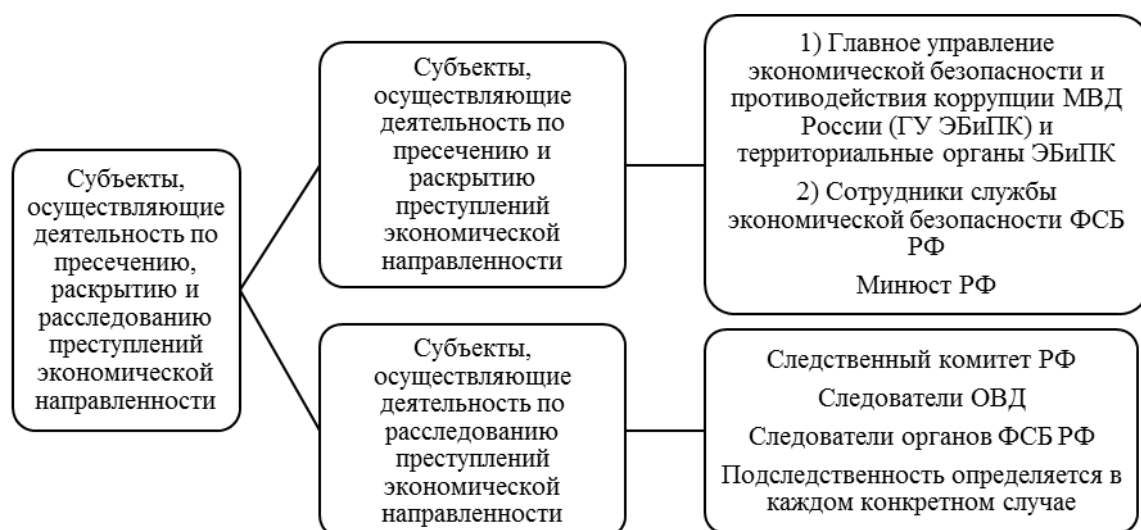 Субъекты,
осуществляющие
деятельность по
пресечению,
раскрытию и
расследованию
преступлений
экономической
направленности
Субъекты,
осуществляющие
деятельность по
пресечению и
раскрытию
преступлений
экономической
направленности
1) Главное управление
экономической безопасности и
противодействия коррупции МВД
России (ГУ ЭБиПК) и
территориальные органы ЭБиПК
2) Сотрудники службы
экономической безопасности ФСБ
РФ
Минюст РФ
Субъекты,
осуществляющие
деятельность по
расследованию
преступлений
экономической
направленности
Следственный комитет РФ
Следователи ОВД
Следователи органов ФСБ РФ
Подследственность определяется в
каждом конкретном случае